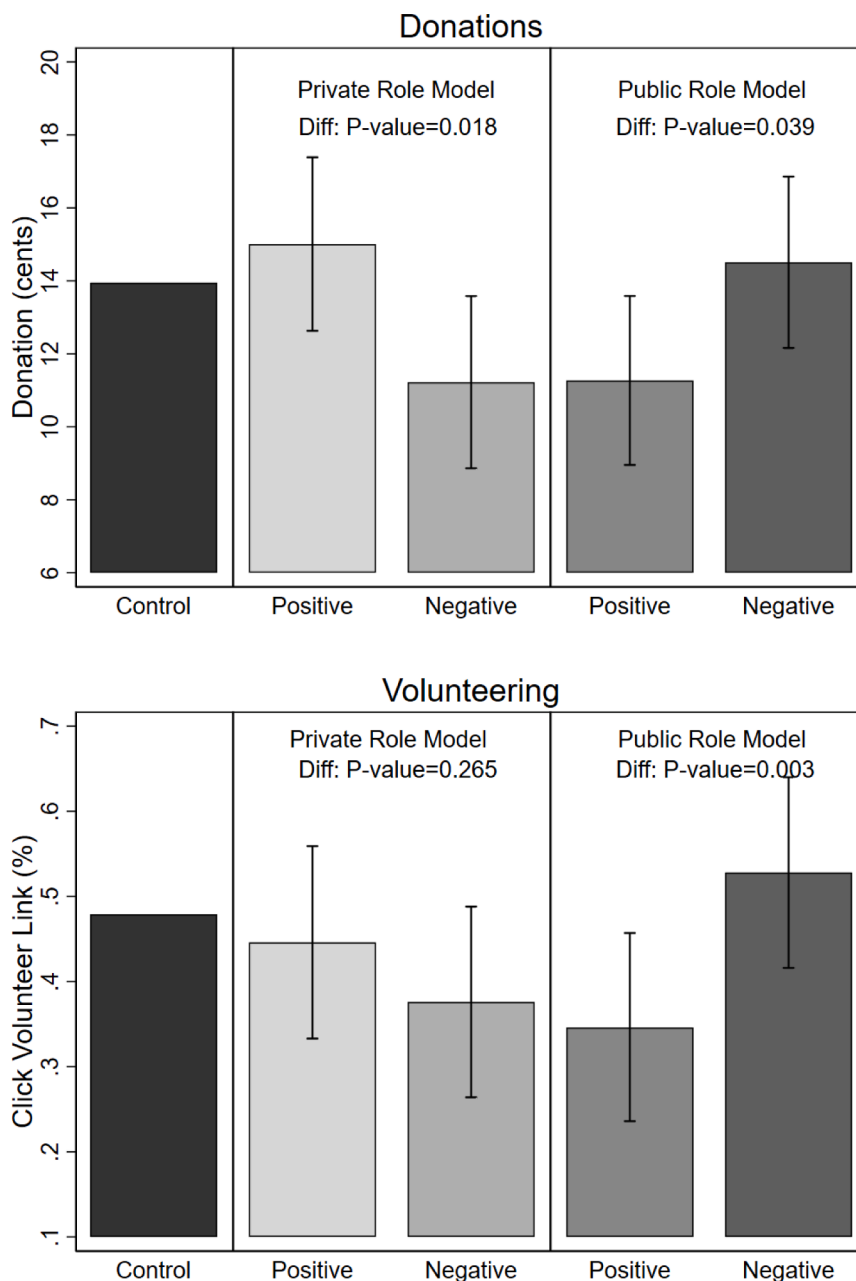 Donations
Private Role Model
Public Role Model
Diff: P-value=0.018
Diff: P-value=0.039
Donation (cents)
20
18
16
14
12
10
8
6
Control
Positive
Negative
Positive
Negative
Volunteering
Private Role Model
Public Role Model
Diff: P-value=0.265
Diff: P-value=0.003
Click Volunteer Link (%)
.7
.6
.5
.4
.3
.2
.1
Control
Positive
Negative
Positive
Negative